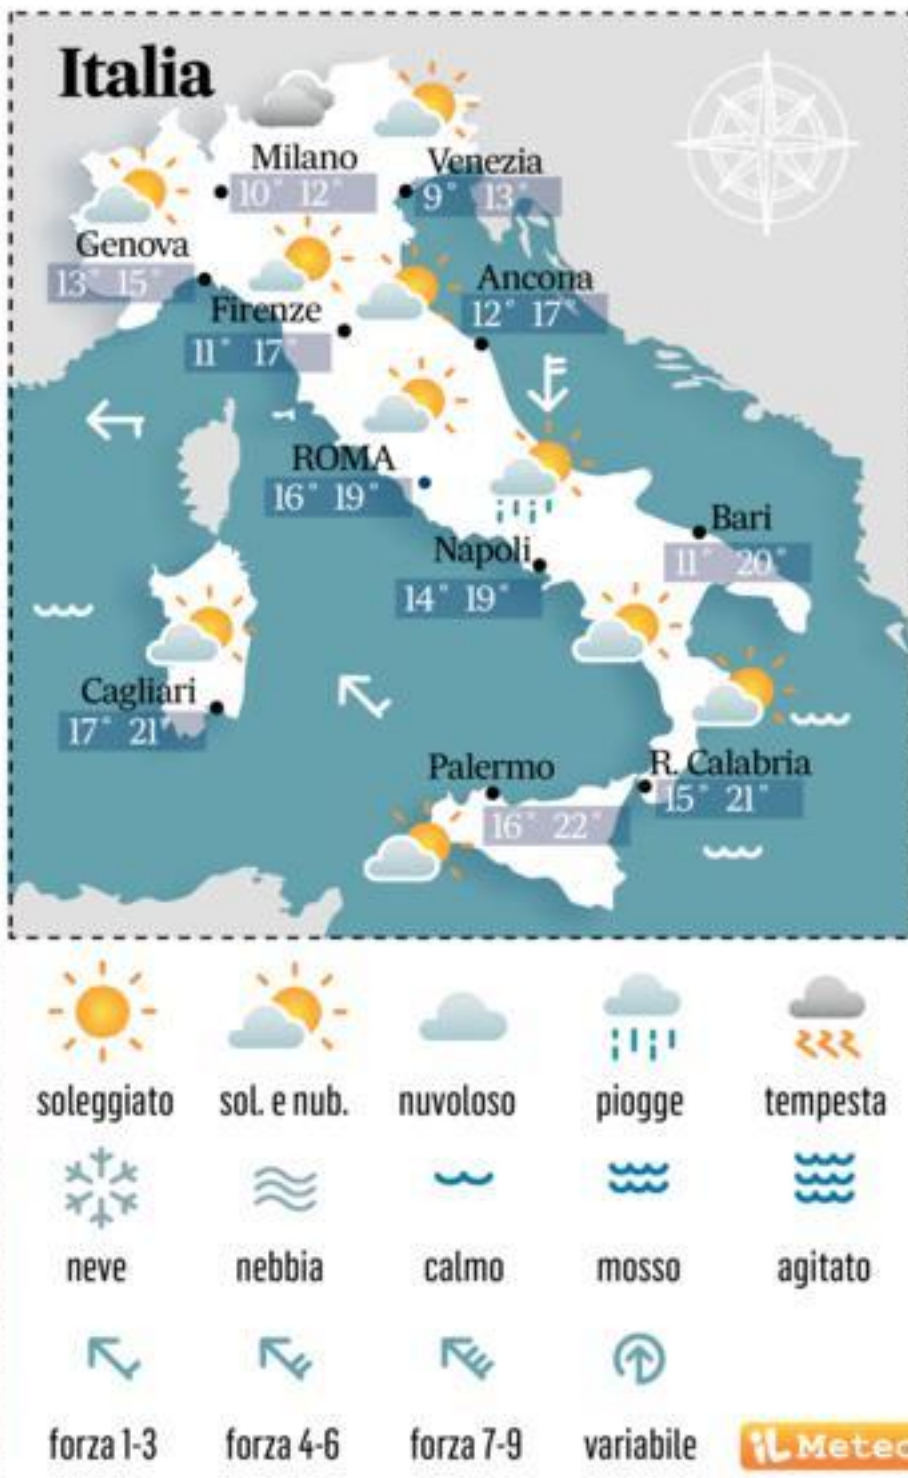 Italia
Milano
10° 12°
Venezia
9° 13°
Genova
13° 15°
Firenze
11° 17°
Ancona
12° 17°
ROMA
16° 19°
Napoli
14° 19°
Bari
11° 20°
Cagliari
17° 21°
Palermo
16° 22°
R. Calabria
15° 21°
soleggiato sol. e nub. nuvoloso piogge tempesta
neve nebbia calmo mosso agitato
forza 1-3 forza 4-6 forza 7-9 variabile
iL Meteo